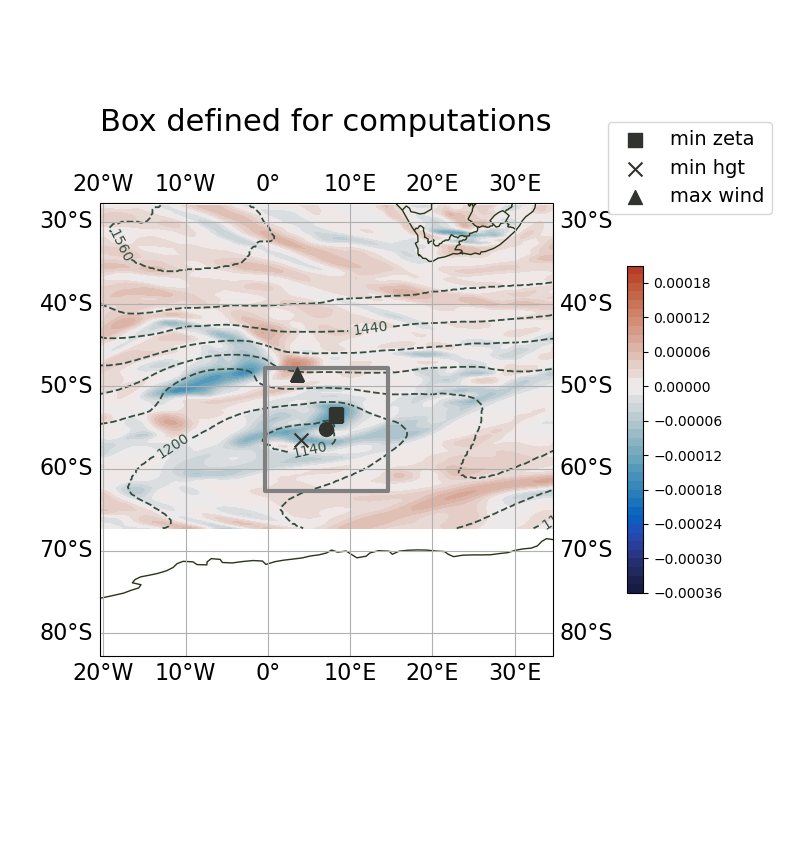 Box defined for computations
min zeta
min hgt
max wind
20°W 10°W 0° 10°E 20°E 30°E
30°S 30°S
40°S 40°S
50°S 50°S
60°S 60°S
70°S 70°S
80°S 80°S
20°W 10°W 0° 10°E 20°E 30°E
1560
1440
1200
1140
0.00018
0.00012
0.00006
0.00000
−0.00006
−0.00012
−0.00018
−0.00024
−0.00030
−0.00036